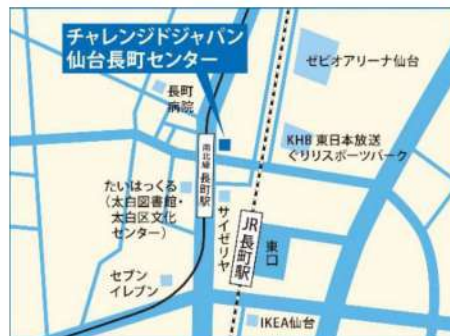 チャレンジドジャパン
仙台長町センター
ゼビオアリーナ仙台
長町
病院
KHB 東日本放送
ぐりりスポーツパーク
南北線 長町駅
たいはっくる
(太白図書館・
太白区文化
センター)
サイゼリヤ
JR 長町駅
東口
セブン
イレブン
IKEA仙台